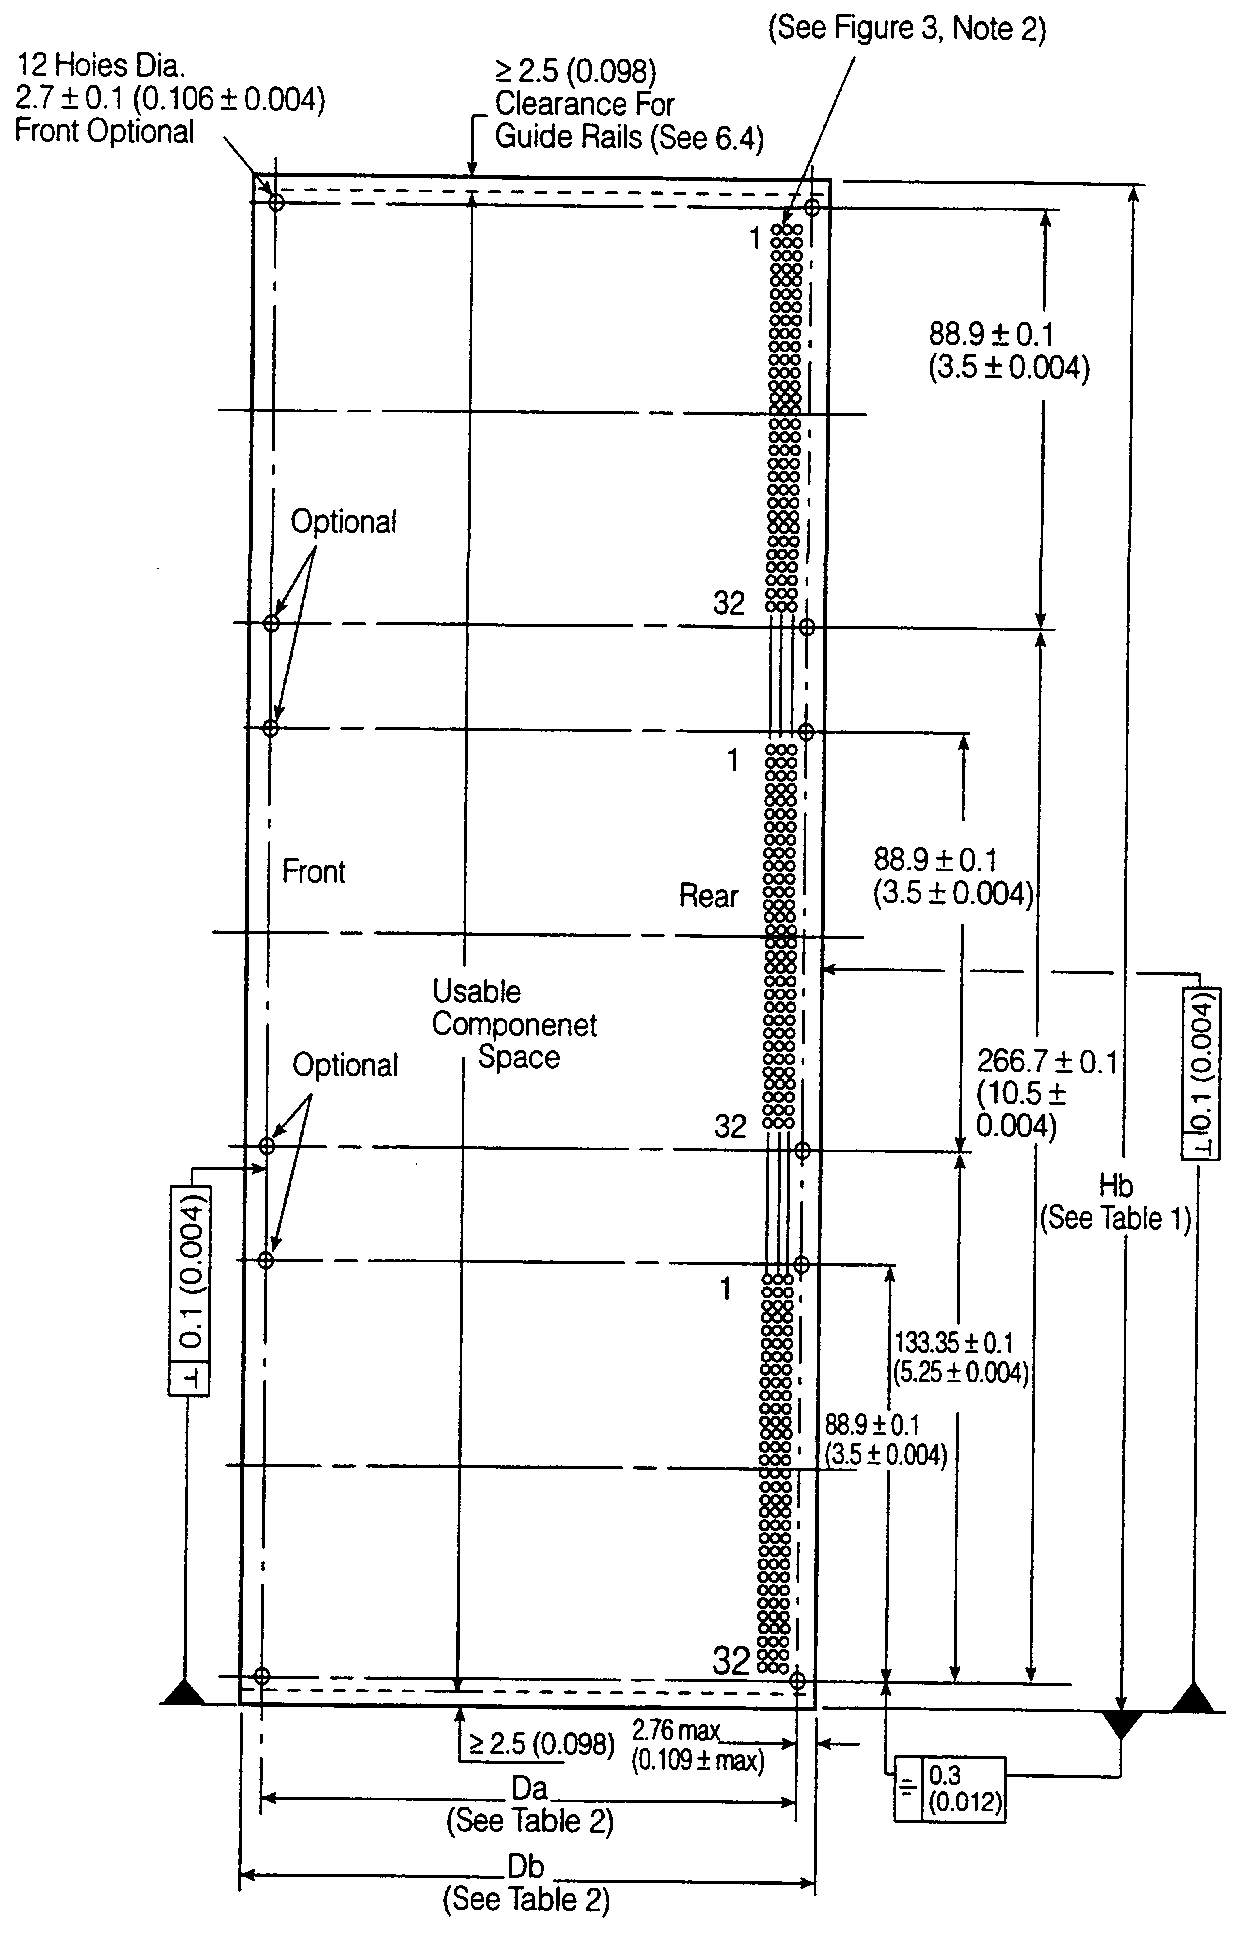 (See Figure 3, Note 2)
12 Holes Dia.
2.7 ± 0.1 (0.106 ± 0.004)
Front Optional
≥ 2.5 (0.098)
Clearance For
Guide Rails (See 6.4)
1
88.9 ± 0.1
(3.5 ± 0.004)
Optional
32
1
Front
Rear
88.9 ± 0.1
(3.5 ± 0.004)
Usable
Componenet
Space
Optional
32
266.7 ± 0.1
(10.5 ±
0.004)
⊥ 0.1 (0.004)
Hb
(See Table 1)
⊥ 0.1 (0.004)
1
133.35 ± 0.1
(5.25 ± 0.004)
88.9 ± 0.1
(3.5 ± 0.004)
32
≥ 2.5 (0.098)
2.76 max
(0.109 ± max)
0.3
(0.012)
Da
(See Table 2)
Db
(See Table 2)